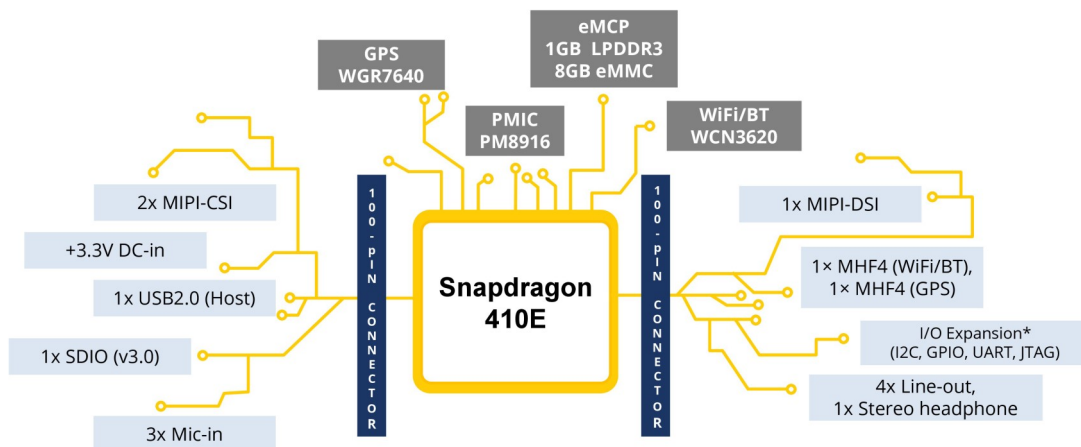 GPS
WGR7640
eMCP
1GB LPDDR3
8GB eMMC
PMIC
PM8916
WiFi/BT
WCN3620
2x MIPI-CSI
+3.3V DC-in
1x USB2.0 (Host)
1x SDIO (v3.0)
3x Mic-in
100-PIN CONNECTOR
Snapdragon
410E
100-PIN CONNECTOR
1x MIPI-DSI
1× MHF4 (WiFi/BT),
1× MHF4 (GPS)
I/O Expansion*
(I2C, GPIO, UART, JTAG)
4x Line-out,
1x Stereo headphone